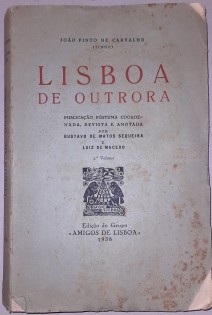 JOÃO PINTO DE CARVALHO
(TINOP)
LISBOA
DE OUTRORA
PUBLICAÇÃO PÓSTUMA COORDE-
NADA, REVISTA E ANOTADA
POR
GUSTAVO DE MATOS SEQUEIRA
E
LUIZ DE MACEDO
Volume
Edição do Grupo
«AMIGOS DE LISBOA»